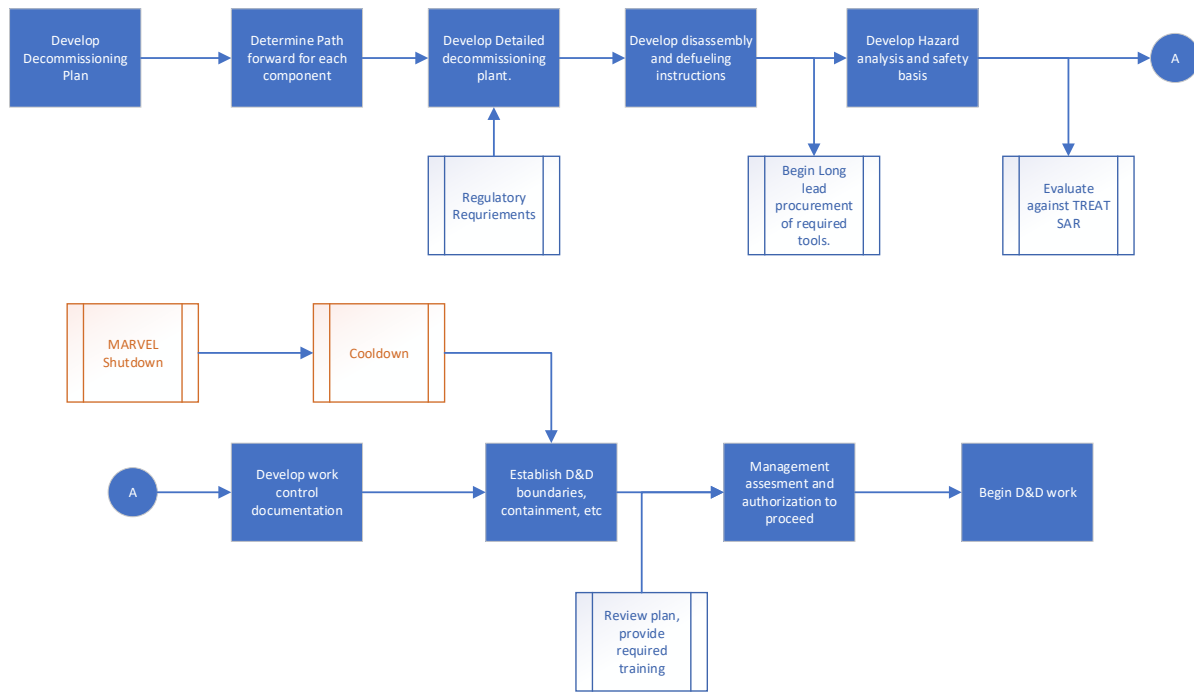 Develop
Decommissioning
Plan
Determine Path
forward for each
component
Develop Detailed
decommissioning
plant.
Develop disassembly
and defueling
instructions
Develop Hazard
analysis and safety
basis
A
Regulatory
Requriements
Begin Long
lead
procurement
of required
tools.
Evaluate
against TREAT
SAR
MARVEL
Shutdown
Cooldown
A
Develop work
control
documentation
Establish D&D
boundaries,
containment, etc
Management
assesment and
authorization to
proceed
Begin D&D work
Review plan,
provide
required
training